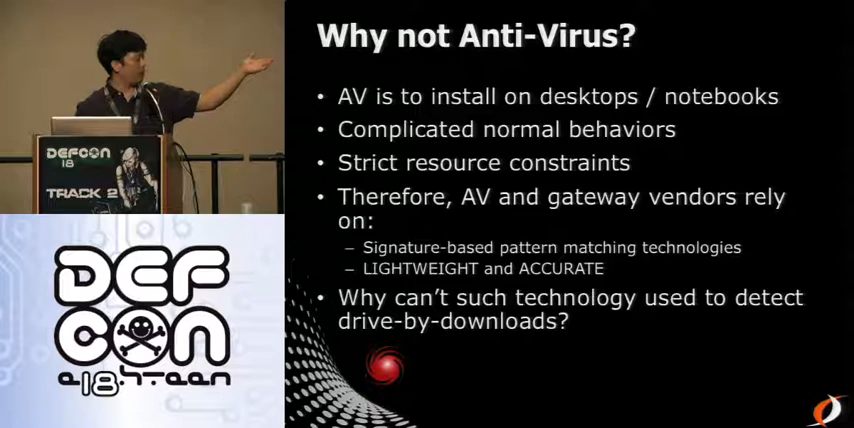 Why not Anti-Virus?
• AV is to install on desktops / notebooks
• Complicated normal behaviors
• Strict resource constraints
• Therefore, AV and gateway vendors rely
on:
– Signature-based pattern matching technologies
– LIGHTWEIGHT and ACCURATE
• Why can't such technology used to detect
drive-by-downloads?
DEFCON
18
TRACK 2
DEF
CON
e18hteen